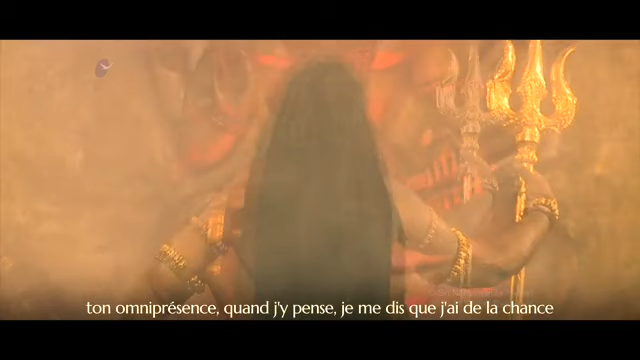 ton omniprésence, quand j'y pense, je me dis que j'ai de la chance